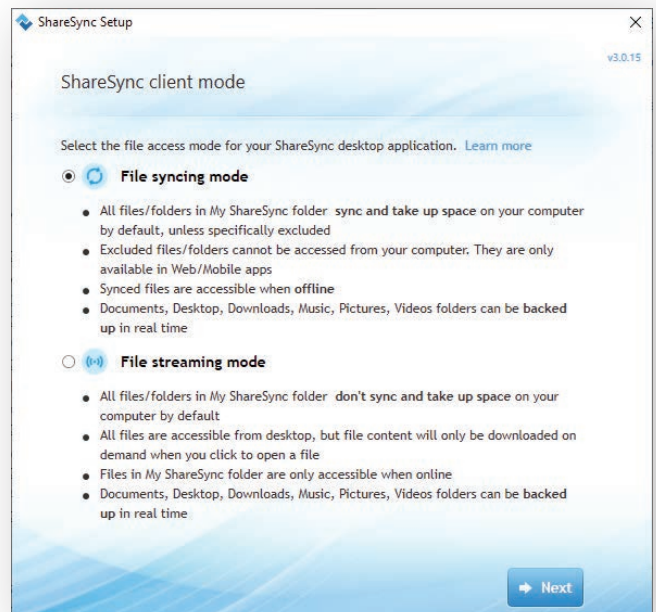 ShareSync Setup
v3.0.15
ShareSync client mode
Select the file access mode for your ShareSync desktop application. Learn more
File syncing mode
• All files/folders in My ShareSync folder sync and take up space on your computer
by default, unless specifically excluded
• Excluded files/folders cannot be accessed from your computer. They are only
available in Web/Mobile apps
• Synced files are accessible when offline
• Documents, Desktop, Downloads, Music, Pictures, Videos folders can be backed
up in real time
File streaming mode
• All files/folders in My ShareSync folder don't sync and take up space on your
computer by default
• All files are accessible from desktop, but file content will only be downloaded on
demand when you click to open a file
• Files in My ShareSync folder are only accessible when online
• Documents, Desktop, Downloads, Music, Pictures, Videos folders can be backed
up in real time
Next